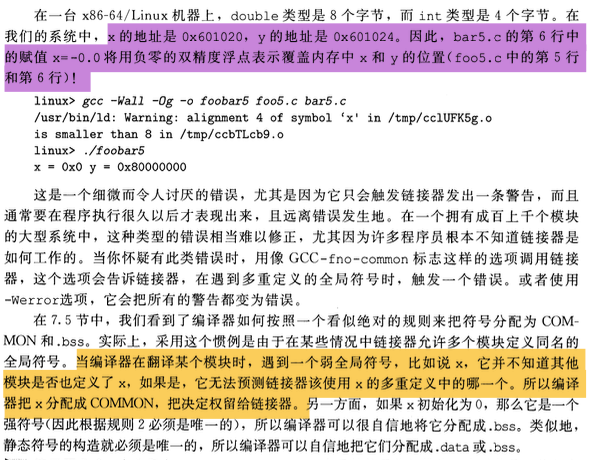 在一台 x86-64/Linux 机器上，double 类型是 8 个字节，而 int 类型是 4 个字节。在
我们的系统中，x 的地址是 0x601020，y 的地址是 0x601024。因此，bar5.c 的第 6 行中
的赋值 x=-0.0 将用负零的双精度浮点表示覆盖内存中 x 和 y 的位置(foo5.c 中的第 5 行
和第 6 行)！
linux> gcc -Wall -Og -o foobar5 foo5.c bar5.c
/usr/bin/ld: Warning: alignment 4 of symbol ‘x' in /tmp/cclUFK5g.o
is smaller than 8 in /tmp/ccbTLcb9.o
linux> ./foobar5
x = 0x0 y = 0x80000000
这是一个细微而令人讨厌的错误，尤其是因为它只会触发链接器发出一条警告，而且
通常要在程序执行很久以后才表现出来，且远离错误发生地。在一个拥有成百上千个模块
的大型系统中，这种类型的错误相当难以修正，尤其因为许多程序员根本不知道链接器是
如何工作的。当你怀疑有此类错误时，用像 GCC-fno-common 标志这样的选项调用链接
器，这个选项会告诉链接器，在遇到多重定义的全局符号时，触发一个错误。或者使用
-Werror选项，它会把所有的警告都变为错误。
在 7.5 节中，我们看到了编译器如何按照一个看似绝对的规则来把符号分配为 COM-
MON 和.bss。实际上，采用这个惯例是由于在某些情况中链接器允许多个模块定义同名的
全局符号。当编译器在翻译某个模块时，遇到一个弱全局符号，比如说 x，它并不知道其他
模块是否也定义了 x，如果是，它无法预测链接器该使用 x 的多重定义中的哪一个。所以编译
器把 x 分配成 COMMON，把决定权留给链接器。另一方面，如果 x 初始化为 0，那么它是一个
强符号(因此根据规则 2 必须是唯一的)，所以编译器可以很自信地将它分配成.bss。类似地，
静态符号的构造就必须是唯一的，所以编译器可以自信地把它们分配成.data 或.bss。